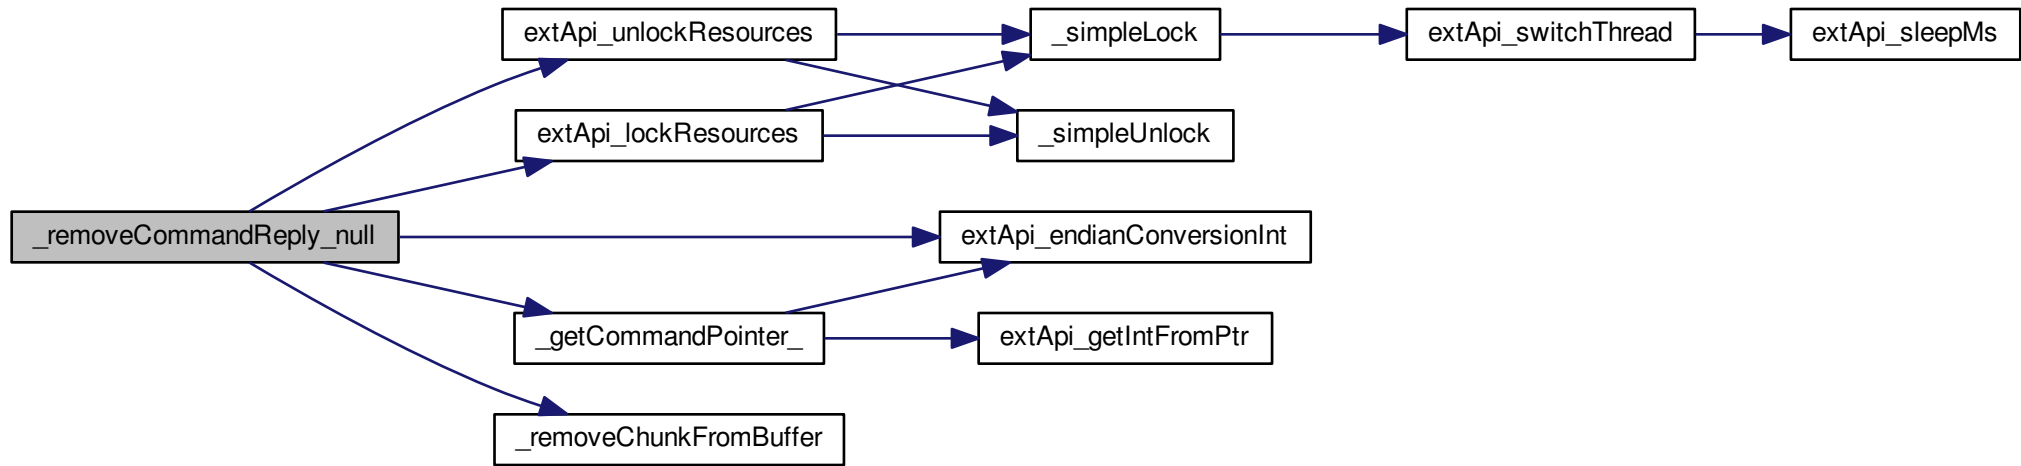 extApi_unlockResources
_simpleLock
extApi_switchThread
extApi_sleepMs
extApi_lockResources
_simpleUnlock
_removeCommandReply_null
extApi_endianConversionInt
_getCommandPointer_
extApi_getIntFromPtr
_removeChunkFromBuffer